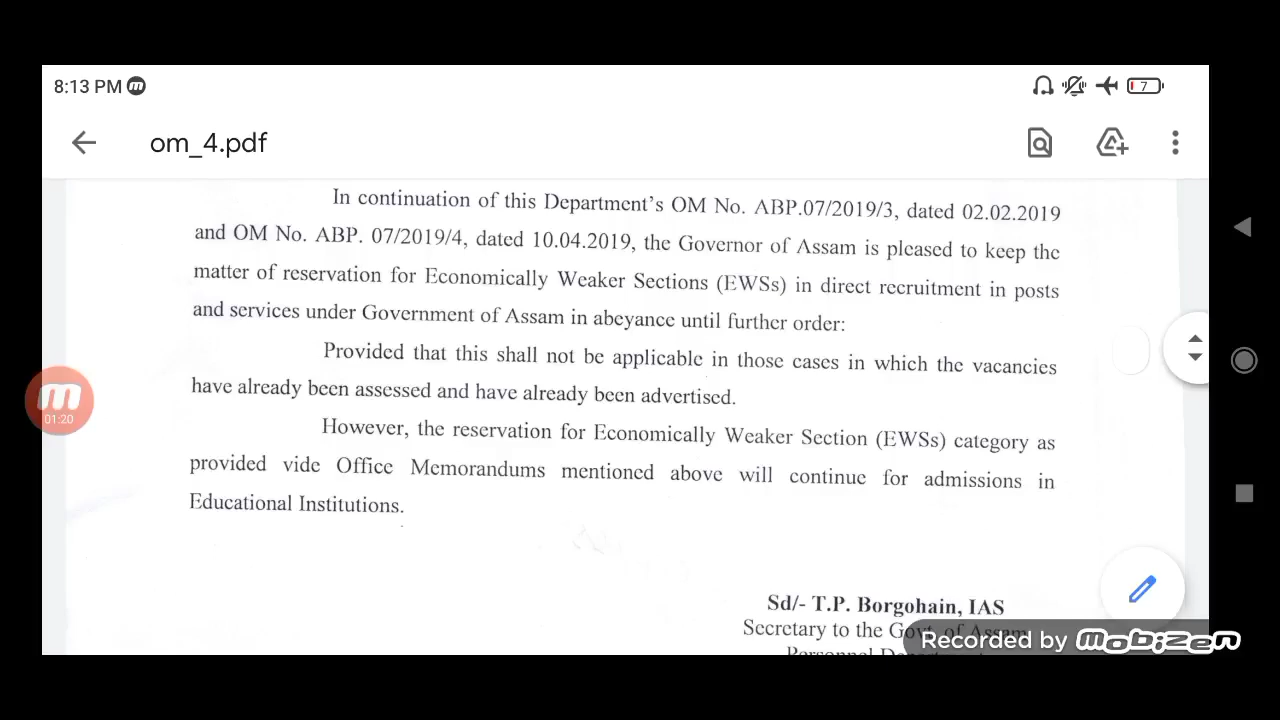 8:13 PM
7
om_4.pdf
In continuation of this Department's OM No. ABP.07/2019/3, dated 02.02.2019
and OM No. ABP. 07/2019/4, dated 10.04.2019, the Governor of Assam is pleased to keep the
matter of reservation for Economically Weaker Sections (EWSs) in direct recruitment in posts
and services under Government of Assam in abeyance until further order:
Provided that this shall not be applicable in those cases in which the vacancies
have already been assessed and have already been advertised.
01:20
However, the reservation for Economically Weaker Section (EWSs) category as
provided vide Office Memorandums mentioned above will continue for admissions in
Educational Institutions.
Sd/- T.P. Borgohain, IAS
Secretary to the Govt. of Assam
Recorded by mobizen